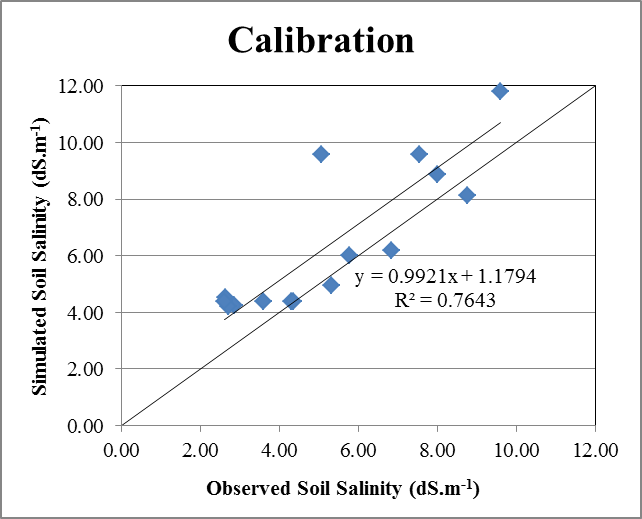 Calibration
Simulated Soil Salinity (dS.m-1)
12.00
10.00
8.00
6.00
4.00
2.00
0.00
y = 0.9921x + 1.1794
R² = 0.7643
0.00 2.00 4.00 6.00 8.00 10.00 12.00
Observed Soil Salinity (dS.m-1)